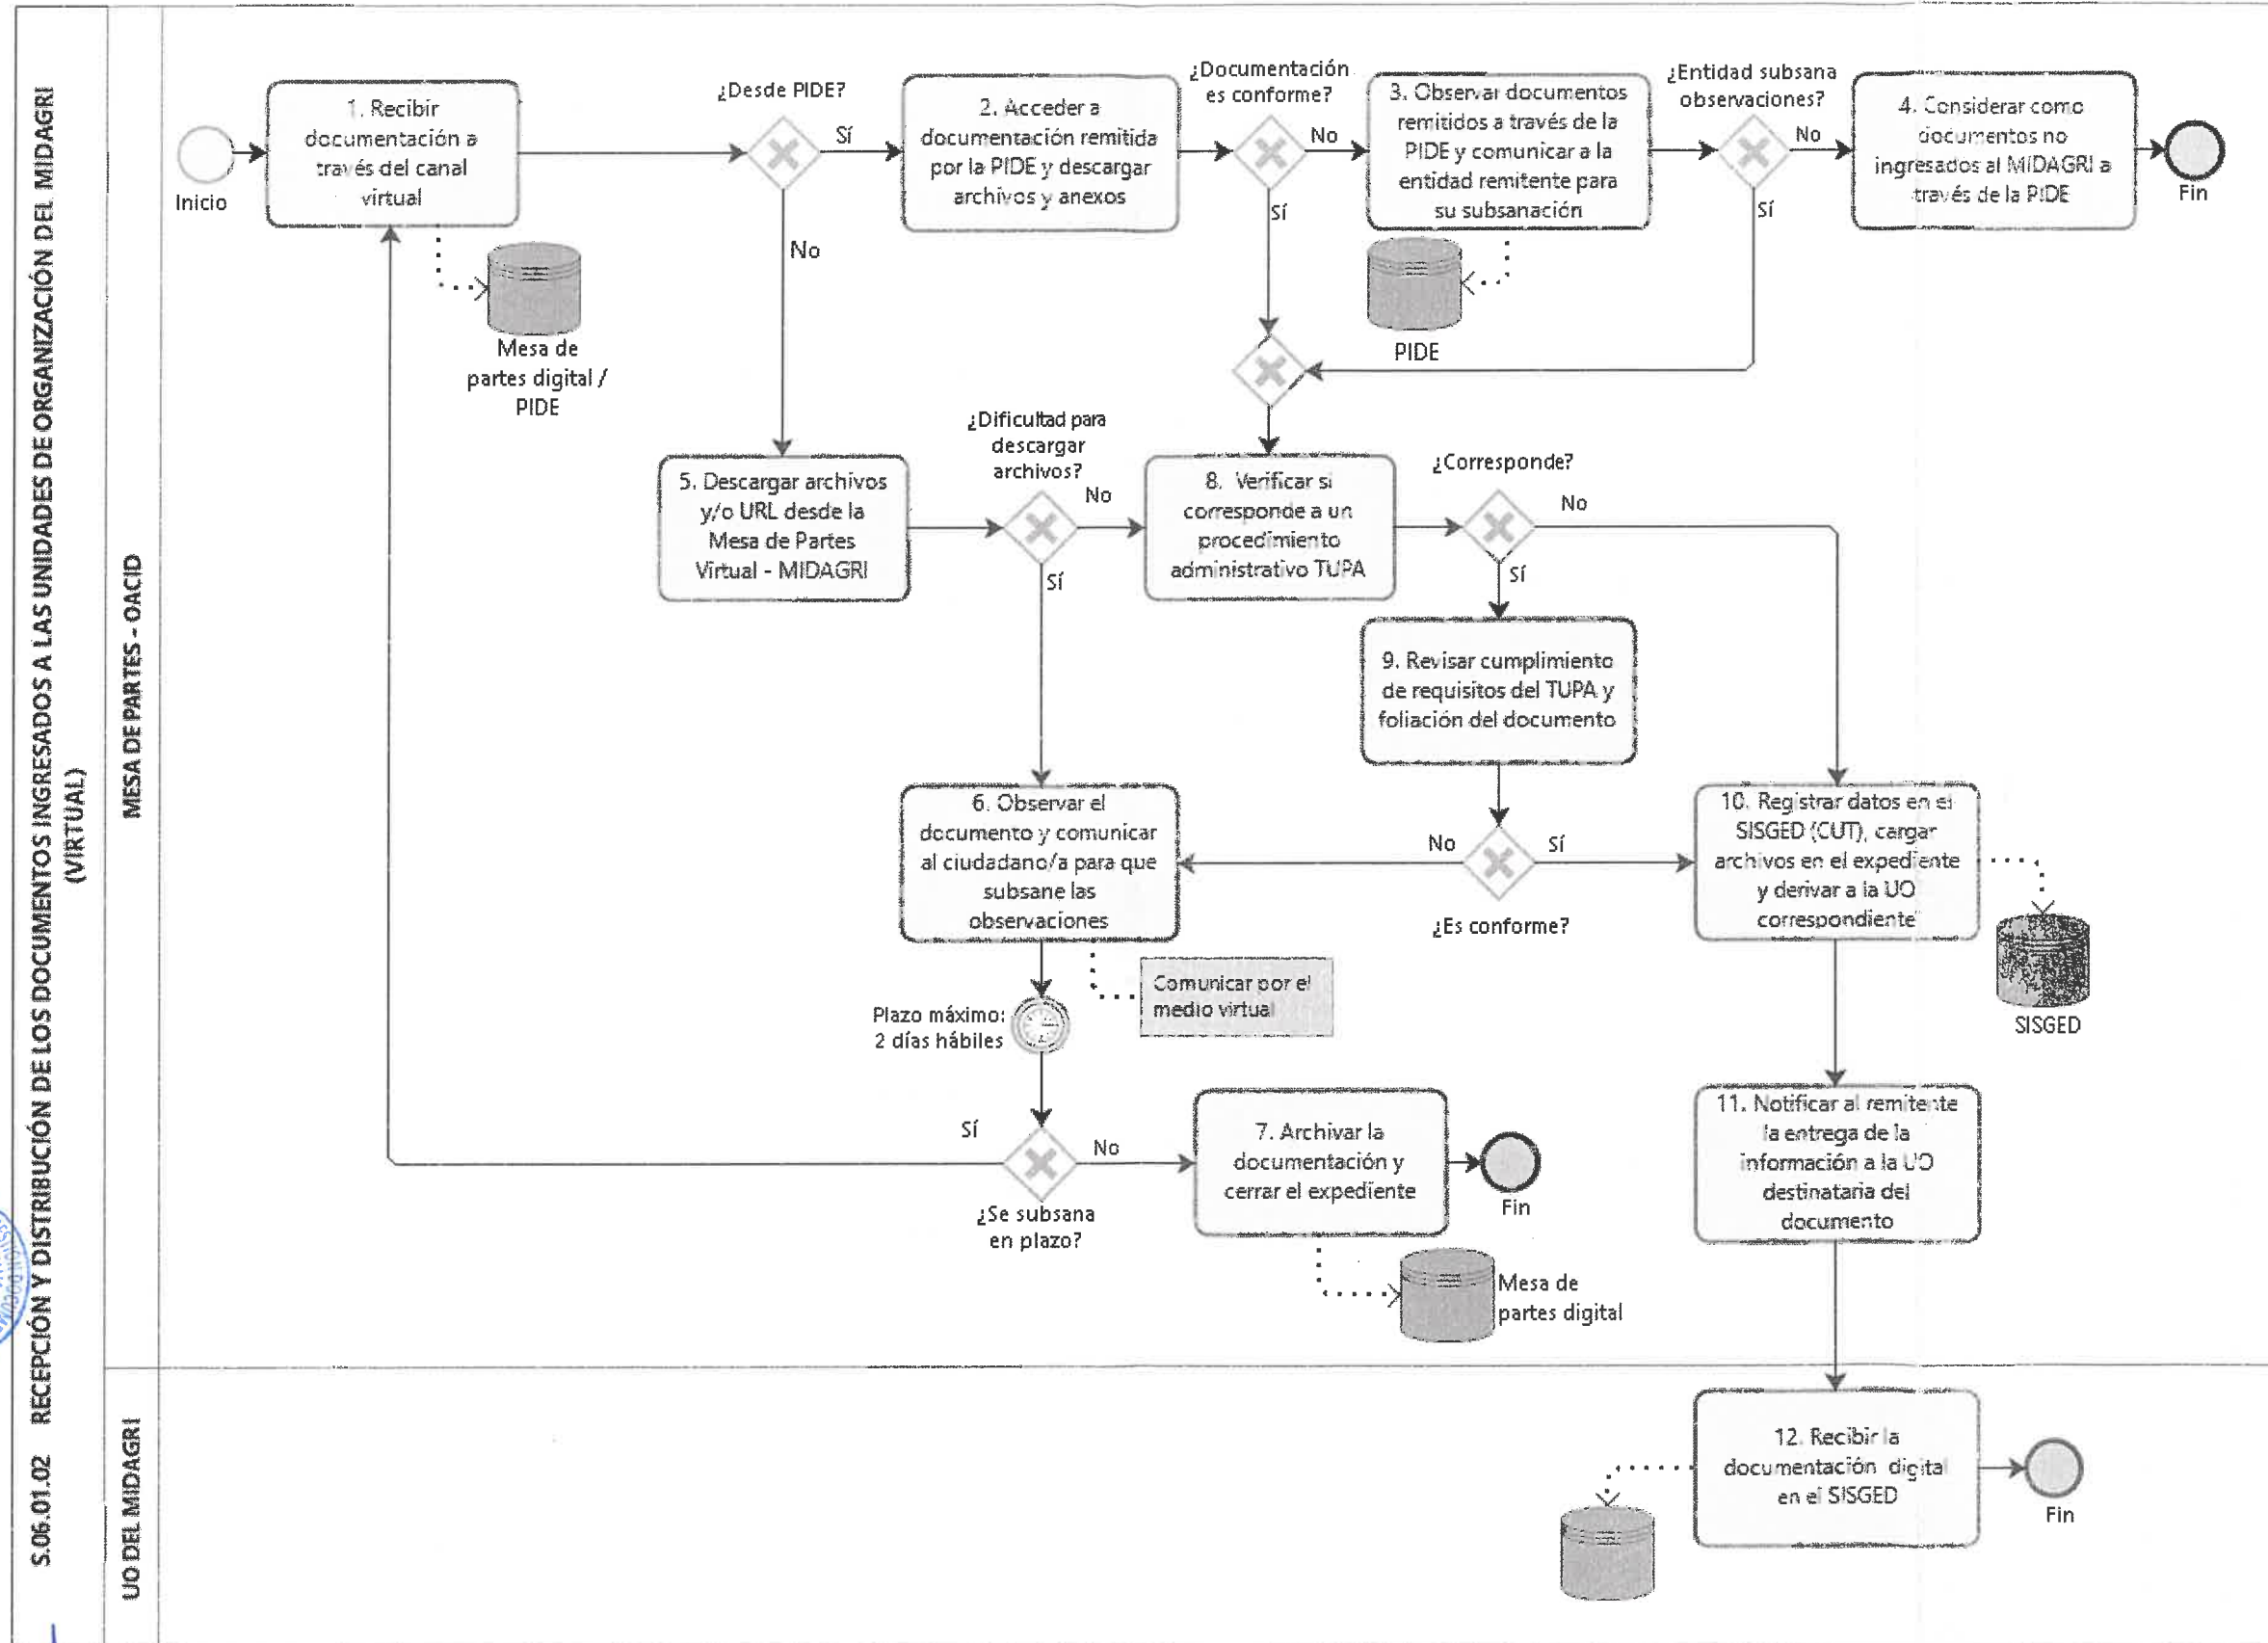 S.06.01.02 RECEPCIÓN Y DISTRIBUCIÓN DE LOS DOCUMENTOS INGRESADOS A LAS UNIDADES DE ORGANIZACIÓN DEL MIDAGRI
(VIRTUAL)
MESA DE PARTES - OACID
Inicio
1. Recibir
documentación a
través del canal
virtual
Mesa de
partes digital /
PIDE
¿Desde PIDE?
Sí
No
2. Acceder a
documentación remitida
por la PIDE y descargar
archivos y anexos
¿Documentación
es conforme?
No
Sí
3. Observar documentos
remitidos a través de la
PIDE y comunicar a la
entidad remitente para
su subsanación
PIDE
¿Entidad subsana
observaciones?
No
Sí
4. Considerar como
documentos no
ingresados al MIDAGRI a
través de la PIDE
Fin
5. Descargar archivos
y/o URL desde la
Mesa de Partes
Virtual - MIDAGRI
¿Dificultad para
descargar
archivos?
No
Sí
8. Verificar si
corresponde a un
procedimiento
administrativo TUPA
¿Corresponde?
No
Sí
9. Revisar cumplimiento
de requisitos del TUPA y
foliación del documento
No
Sí
¿Es conforme?
6. Observar el
documento y comunicar
al ciudadano/a para que
subsane las
observaciones
Comunicar por el
medio virtual
Plazo máximo:
2 días hábiles
Sí
No
¿Se subsana
en plazo?
7. Archivar la
documentación y
cerrar el expediente
Fin
Mesa de
partes digital
10. Registrar datos en el
SISGED (CUT), cargar
archivos en el expediente
y derivar a la UO
correspondiente
SISGED
11. Notificar al remitente
la entrega de la
información a la UO
destinataria del
documento
UO DEL MIDAGRI
12. Recibir la
documentación digital
en el SISGED
Fin